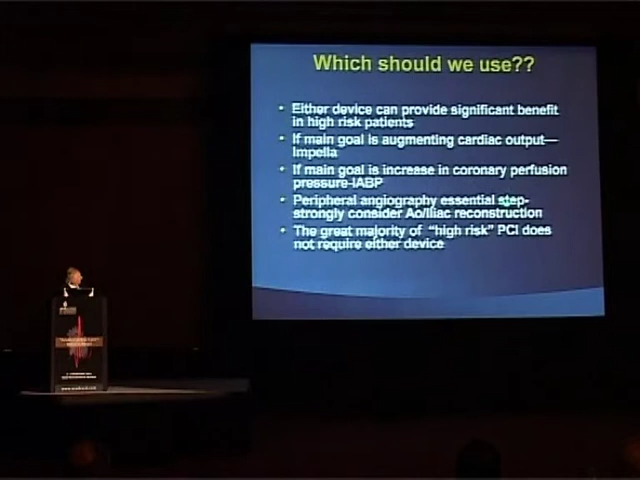 Which should we use??
• Either device can provide significant benefit
in high risk patients
• If main goal is augmenting cardiac output—
Impella
• If main goal is increase in coronary perfusion
pressure-IABP
• Peripheral angiography essential step-
strongly consider Ao/Iliac reconstruction
• The great majority of “high risk” PCI does
not require either device